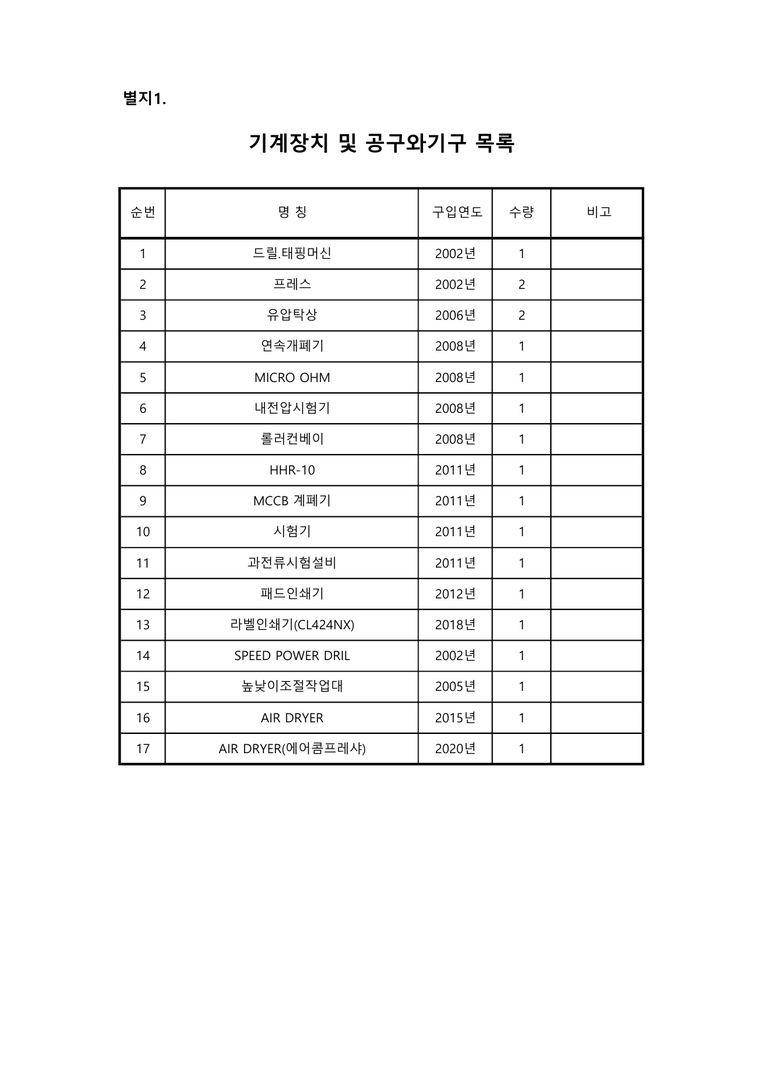 별지1.
기계장치 및 공구와기구 목록
순번 명 칭 구입연도 수량 비고
1 드릴.태핑머신 2002년 1
2 프레스 2002년 2
3 유압탁상 2006년 2
4 연속개폐기 2008년 1
5 MICRO OHM 2008년 1
6 내전압시험기 2008년 1
7 롤러컨베이 2008년 1
8 HHR-10 2011년 1
9 MCCB 계폐기 2011년 1
10 시험기 2011년 1
11 과전류시험설비 2011년 1
12 패드인쇄기 2012년 1
13 라벨인쇄기(CL424NX) 2018년 1
14 SPEED POWER DRIL 2002년 1
15 높낮이조절작업대 2005년 1
16 AIR DRYER 2015년 1
17 AIR DRYER(에어콤프레샤) 2020년 1